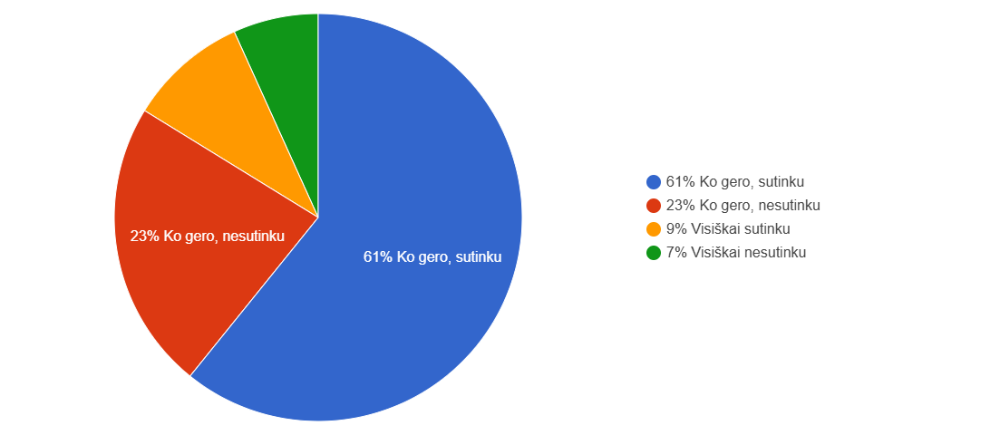 23% Ko gero, nesutinku
61% Ko gero, sutinku
61% Ko gero, sutinku
23% Ko gero, nesutinku
9% Visiškai sutinku
7% Visiškai nesutinku